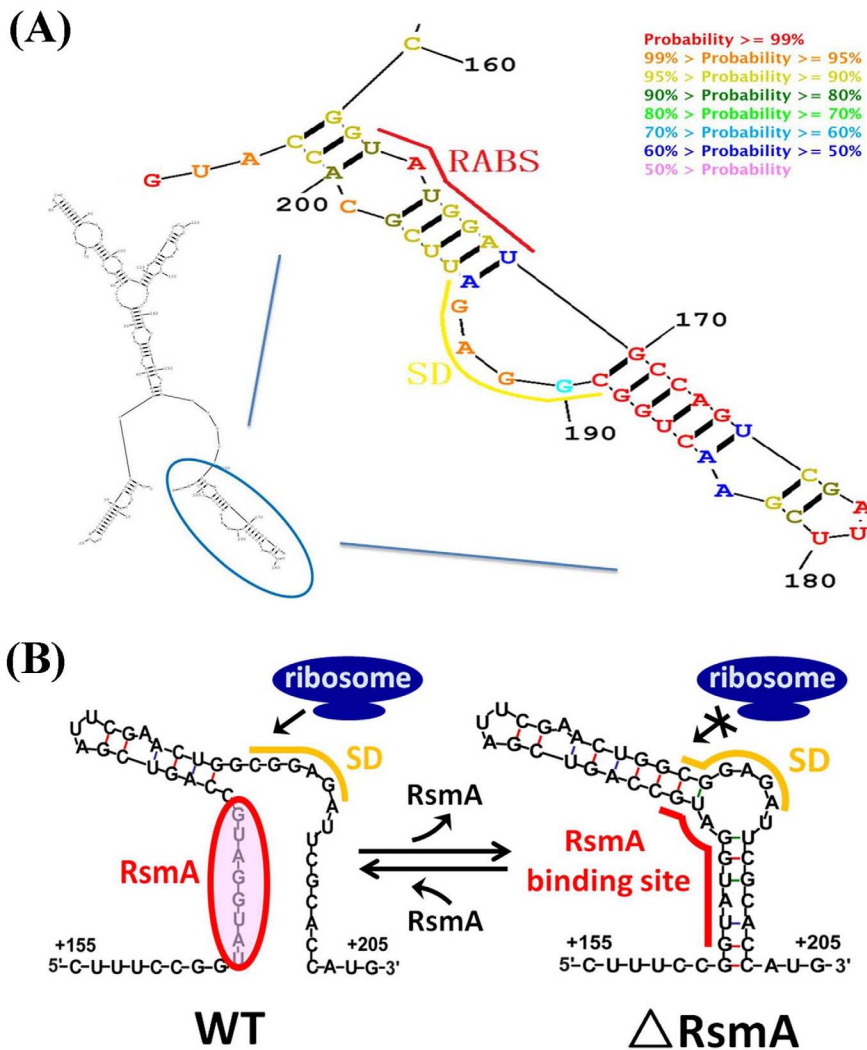 (A)
Probability >= 99%
99% > Probability >= 95%
95% > Probability >= 90%
90% > Probability >= 80%
80% > Probability >= 70%
70% > Probability >= 60%
60% > Probability >= 50%
50% > Probability
C
160
G G U A U G G A U
RABS
G U A C C A C G C U U A G A G G C
200
SD
190
170
G C C A G U C G A U U C G A A C U G G
180
(B)
ribosome
SD
U U C G A A C U G G C G G A G A U U C G C A C C A-U-G-3'
A G C U G A C C
RsmA
+155
5'-C-U-U-U-C-C-G-G
+205
WT
RsmA
RsmA
ribosome
SD
U U C G A A C U G G C G G A G A U U C G C A C C A-U-G-3'
A G C U G A C C G
RsmA
binding site
+155
5'-C-U-U-U-C-C-G
+205
△RsmA